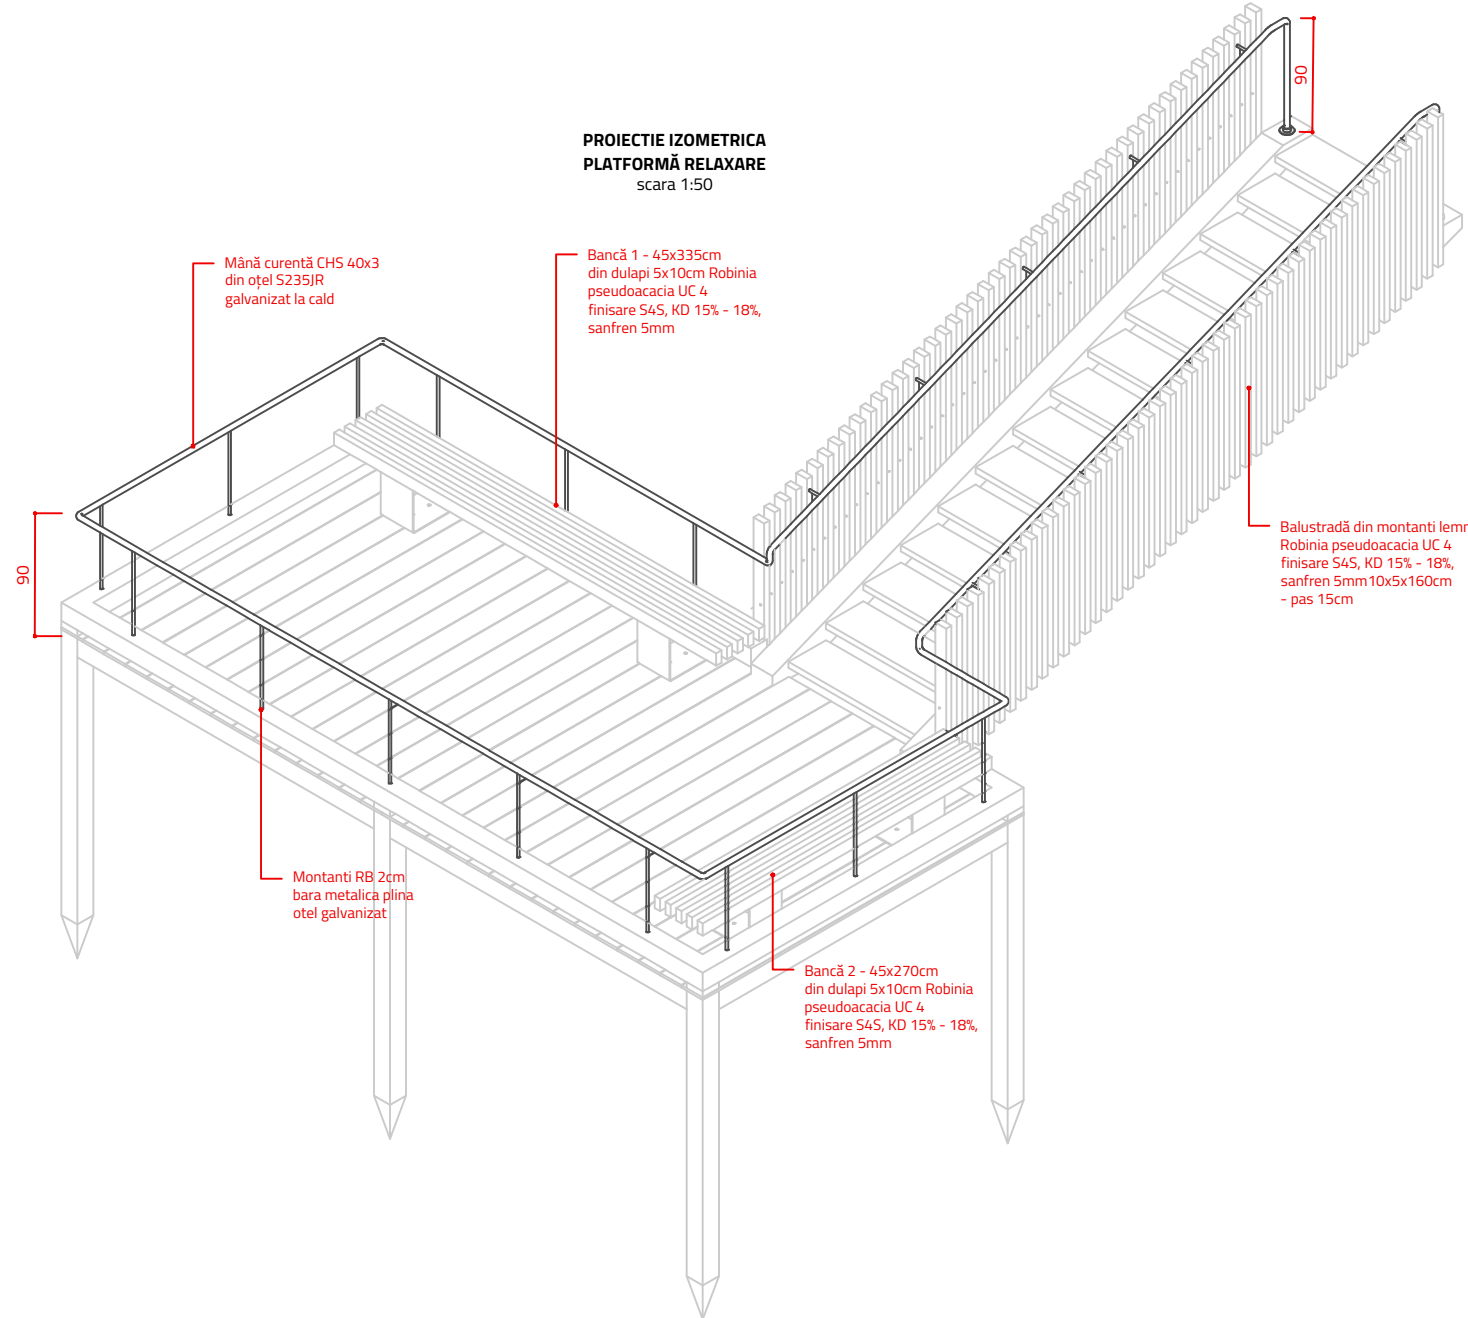 PROIECTIE IZOMETRICA
PLATFORMĂ RELAXARE
scara 1:50
90
Mână curentă CHS 40x3
din oțel S235JR
galvanizat la cald
Bancă 1 - 45x335cm
din dulapi 5x10cm Robinia
pseudoacacia UC 4
finisare S4S, KD 15% - 18%,
sanfren 5mm
90
Balustradă din montanti lemr
Robinia pseudoacacia UC 4
finisare S4S, KD 15% - 18%,
sanfren 5mm10x5x160cm
- pas 15cm
Montanti RB 2cm
bara metalica plina
otel galvanizat
Bancă 2 - 45x270cm
din dulapi 5x10cm Robinia
pseudoacacia UC 4
finisare S4S, KD 15% - 18%,
sanfren 5mm